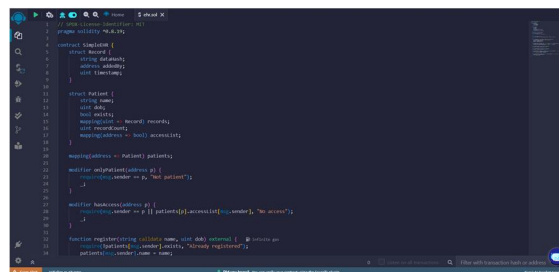 Home
ehr.sol
// SPDX-License-Identifier: MIT
pragma solidity ^0.8.19;
contract SimpleEHR {
struct Record {
string dataHash;
address addedBy;
uint timestamp;
}
struct Patient {
string name;
uint dob;
bool exists;
mapping(uint => Record) records;
uint recordCount;
mapping(address => bool) accessList;
}
mapping(address => Patient) patients;
modifier onlyPatient(address p) {
require(msg.sender == p, "Not patient");
_;
}
modifier hasAccess(address p) {
require(msg.sender == p || patients[p].accessList[msg.sender], "No access");
_;
}
function register(string calldata name, uint dob) external { infinite gas
require(!patients[msg.sender].exists, "Already registered");
patients[msg.sender].name = name;
Filter with transaction hash or address